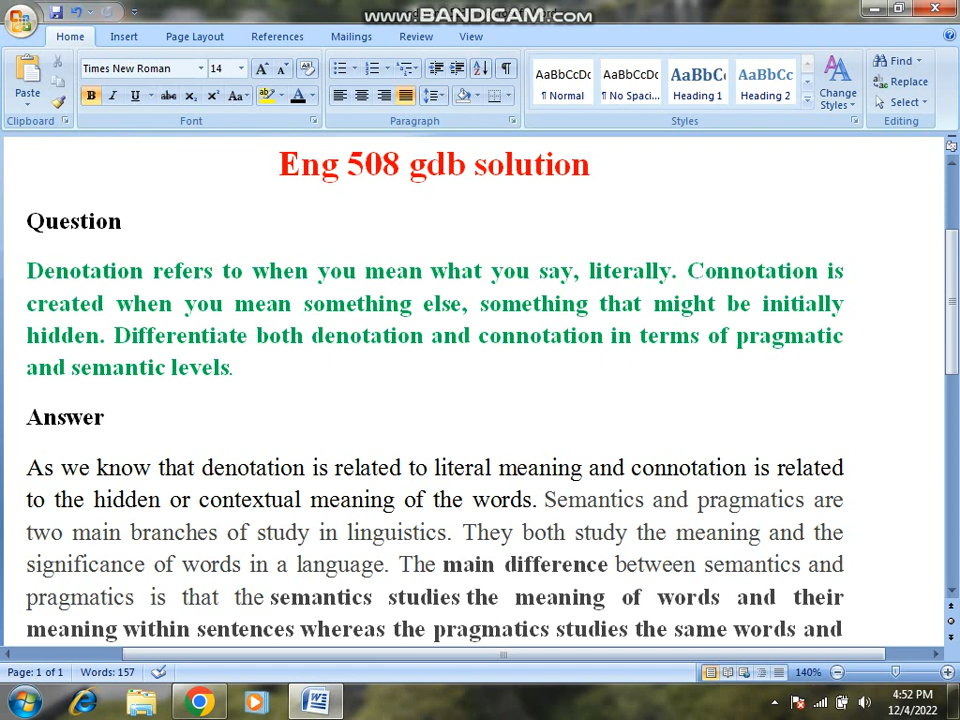 www.BANDICAM.com
Home Insert Page Layout References Mailings Review View
Paste
Clipboard
Times New Roman 14
B I U abc x₂ x² Aa
Font
Paragraph
AaBbCcDc AaBbCcDc AaBbCc AaBbCc
¶ Normal ¶ No Spaci... Heading 1 Heading 2
Change Styles
Styles
Find
Replace
Select
Editing
Eng 508 gdb solution
Question
Denotation refers to when you mean what you say, literally. Connotation is
created when you mean something else, something that might be initially
hidden. Differentiate both denotation and connotation in terms of pragmatic
and semantic levels.
Answer
As we know that denotation is related to literal meaning and connotation is related
to the hidden or contextual meaning of the words. Semantics and pragmatics are
two main branches of study in linguistics. They both study the meaning and the
significance of words in a language. The main difference between semantics and
pragmatics is that the semantics studies the meaning of words and their
meaning within sentences whereas the pragmatics studies the same words and
Page: 1 of 1 Words: 157 140%
4:52 PM
12/4/2022